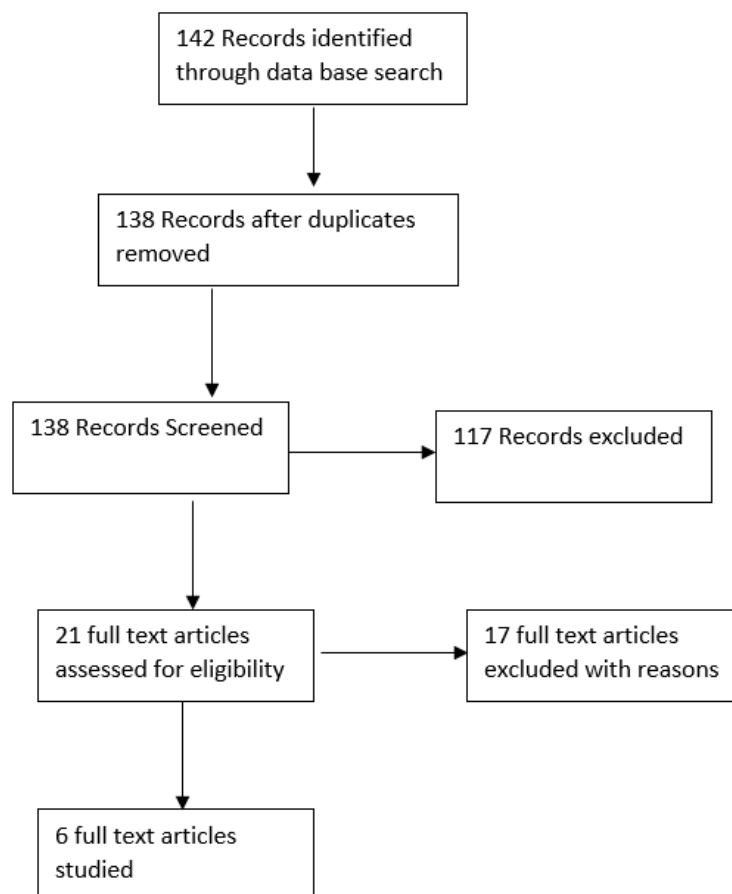 142 Records identified
through data base search
138 Records after duplicates
removed
138 Records Screened
117 Records excluded
21 full text articles
assessed for eligibility
17 full text articles
excluded with reasons
6 full text articles
studied